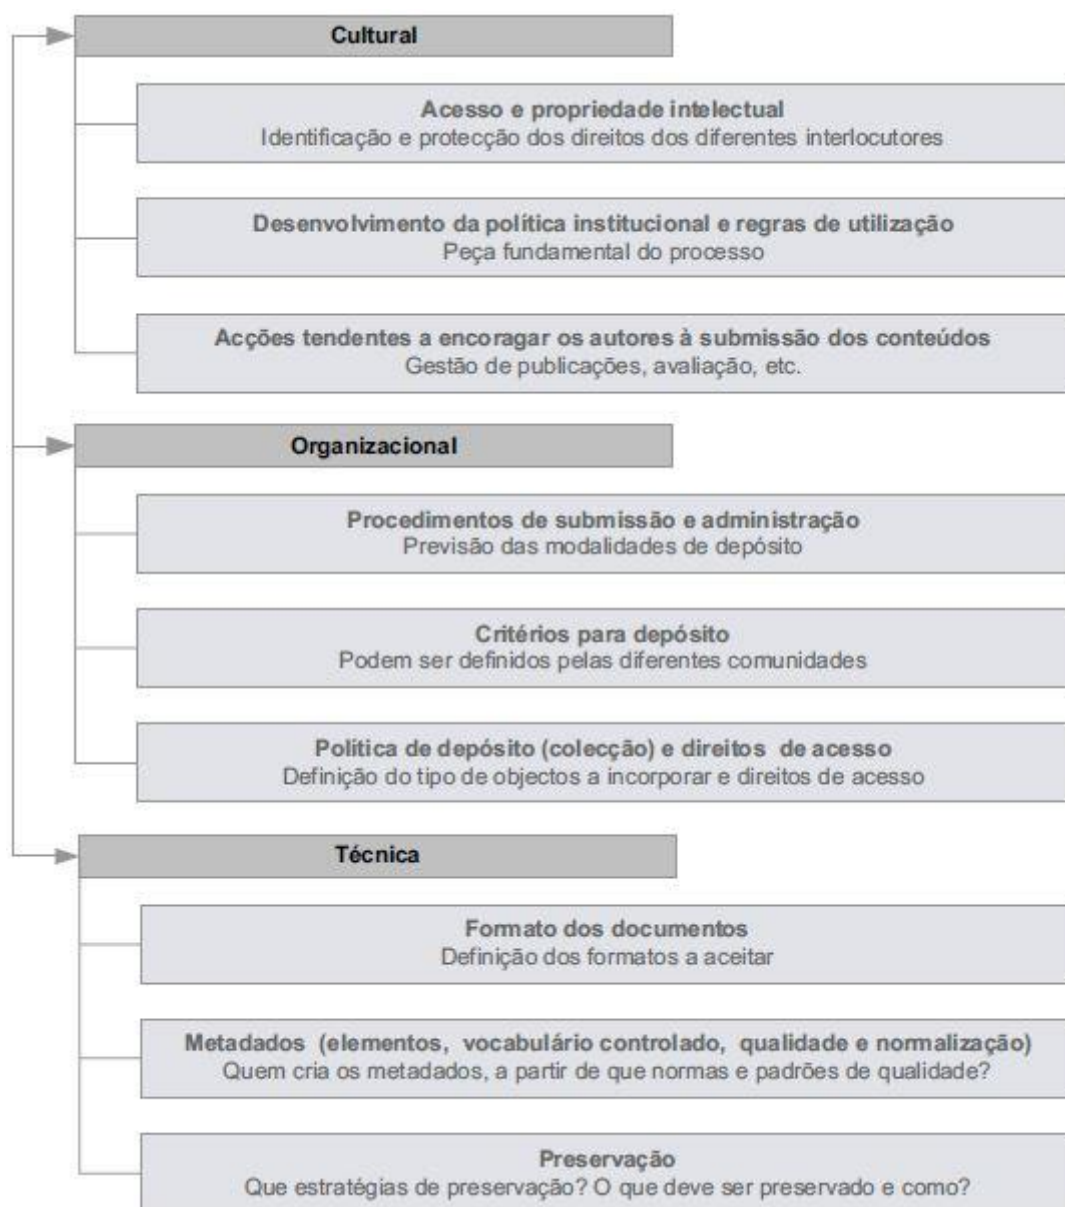 Cultural
Acesso e propriedade intelectual
Identificação e protecção dos direitos dos diferentes interlocutores
Desenvolvimento da política institucional e regras de utilização
Peça fundamental do processo
Acções tendentes a encoragar os autores à submissão dos conteúdos
Gestão de publicações, avaliação, etc.
Organizacional
Procedimentos de submissão e administração
Previsão das modalidades de depósito
Critérios para depósito
Podem ser definidos pelas diferentes comunidades
Política de depósito (colecção) e direitos de acesso
Definição do tipo de objectos a incorporar e direitos de acesso
Técnica
Formato dos documentos
Definição dos formatos a aceitar
Metadados (elementos, vocabulário controlado, qualidade e normalização)
Quem cria os metadados, a partir de que normas e padrões de qualidade?
Preservação
Que estratégias de preservação? O que deve ser preservado e como?